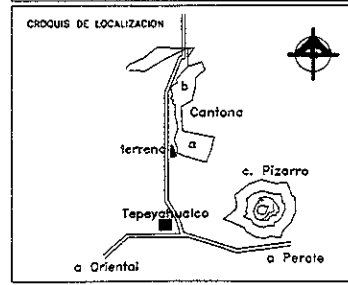 CROQUIS DE LOCALIZACION
b
Cantona
terreno
a
c. Pizarro
Tepeyahualco
a Oriental
a Perote